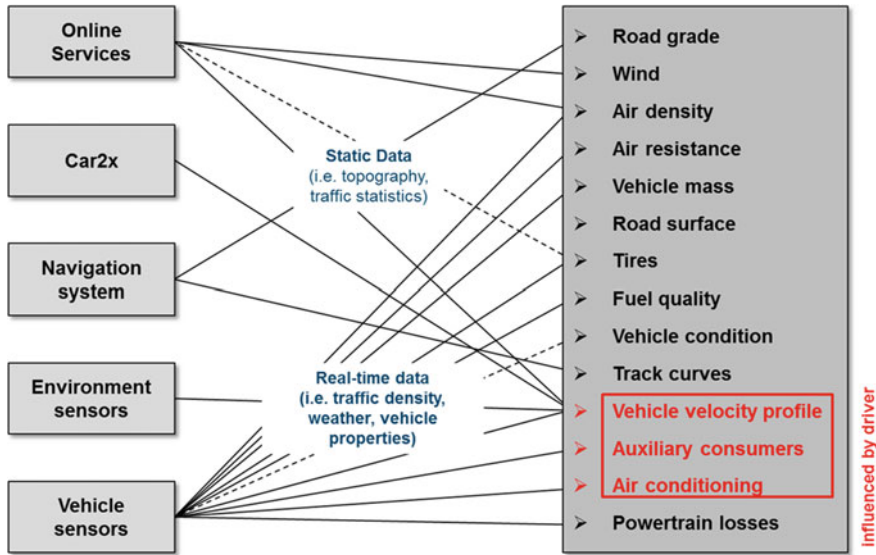 Online
Services
Car2x
Navigation
system
Environment
sensors
Vehicle
sensors
Static Data
(i.e. topography,
traffic statistics)
Real-time data
(i.e. traffic density,
weather, vehicle
properties)
➢ Road grade
➢ Wind
➢ Air density
➢ Air resistance
➢ Vehicle mass
➢ Road surface
➢ Tires
➢ Fuel quality
➢ Vehicle condition
➢ Track curves
➢ Vehicle velocity profile
➢ Auxiliary consumers
➢ Air conditioning
➢ Powertrain losses
influenced by driver